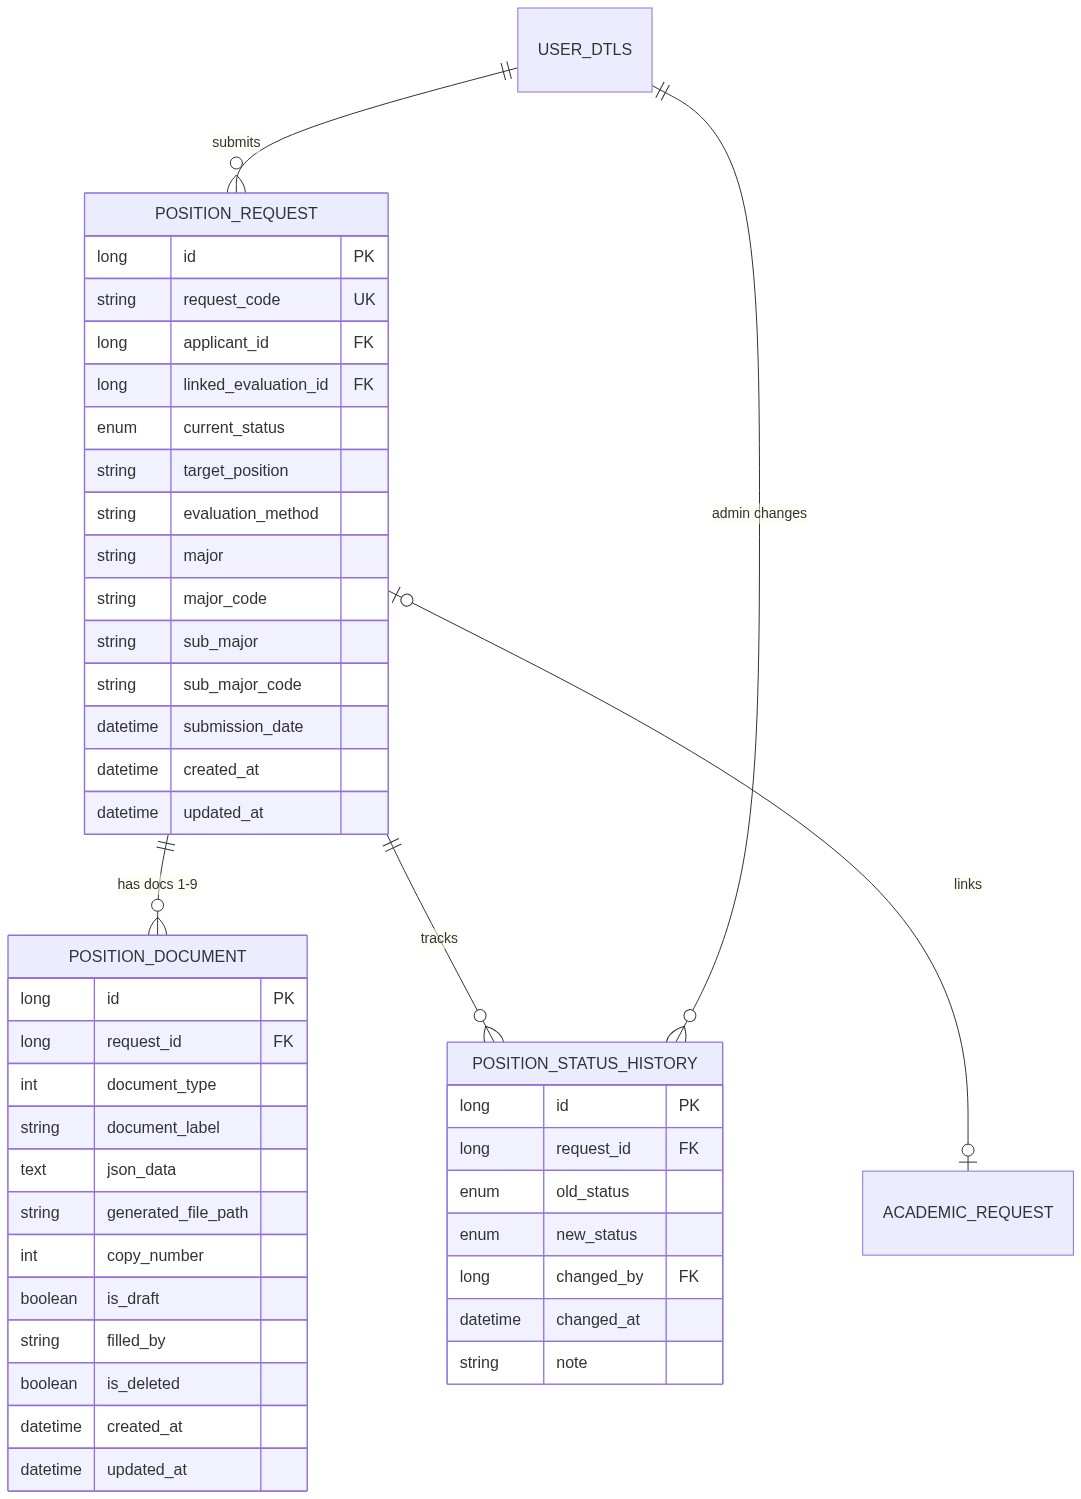 USER_DTLS
submits
POSITION_REQUEST
long id PK
string request_code UK
long applicant_id FK
long linked_evaluation_id FK
enum current_status
string target_position
string evaluation_method
string major
string major_code
string sub_major
string sub_major_code
datetime submission_date
datetime created_at
datetime updated_at
admin changes
has docs 1-9
tracks
links
POSITION_DOCUMENT
long id PK
long request_id FK
int document_type
string document_label
text json_data
string generated_file_path
int copy_number
boolean is_draft
string filled_by
boolean is_deleted
datetime created_at
datetime updated_at
POSITION_STATUS_HISTORY
long id PK
long request_id FK
enum old_status
enum new_status
long changed_by FK
datetime changed_at
string note
ACADEMIC_REQUEST